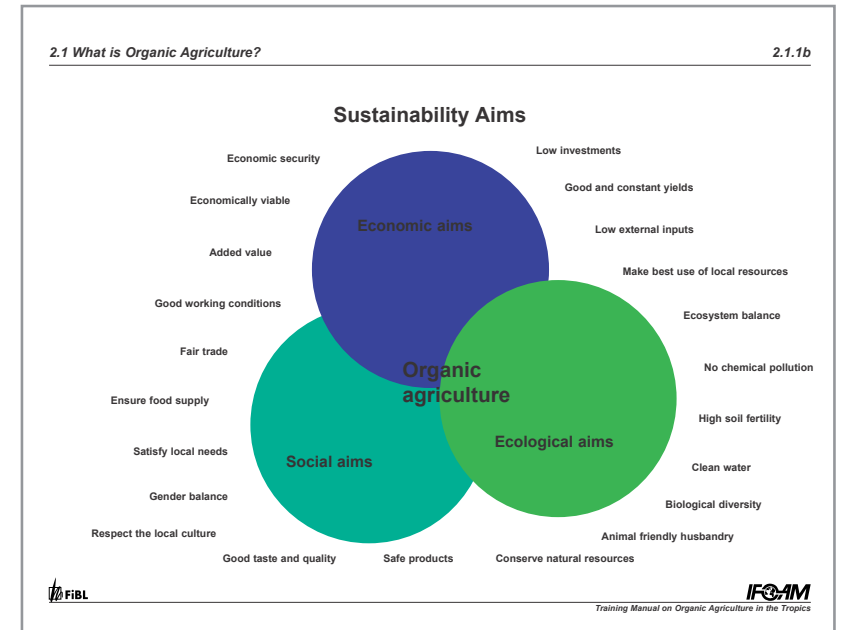 2.1 What is Organic Agriculture? 2.1.1b
Sustainability Aims
Economic security
Low investments
Economically viable
Good and constant yields
Economic aims
Low external inputs
Added value
Make best use of local resources
Good working conditions
Ecosystem balance
Fair trade
No chemical pollution
Organic
agriculture
Ensure food supply
High soil fertility
Satisfy local needs
Ecological aims
Social aims
Clean water
Gender balance
Biological diversity
Respect the local culture
Animal friendly husbandry
Good taste and quality
Safe products
Conserve natural resources
FiBL
IFOAM
Training Manual on Organic Agriculture in the Tropics